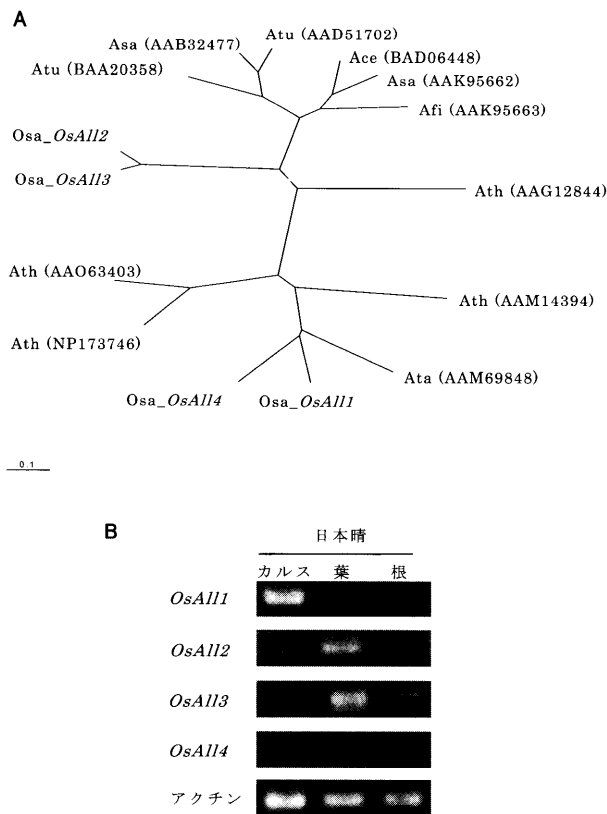 A
Asa (AAB32477)
Atu (AAD51702)
Atu (BAA20358)
Ace (BAD06448)
Asa (AAK95662)
Afi (AAK95663)
Osa_OsAll2
Osa_OsAll3
Ath (AAG12844)
Ath (AAO63403)
Ath (AAM14394)
Ath (NP173746)
Ata (AAM69848)
Osa_OsAll4
Osa_OsAll1
0.1
B
日本晴
カルス 葉 根
OsAll1
OsAll2
OsAll3
OsAll4
アクチン